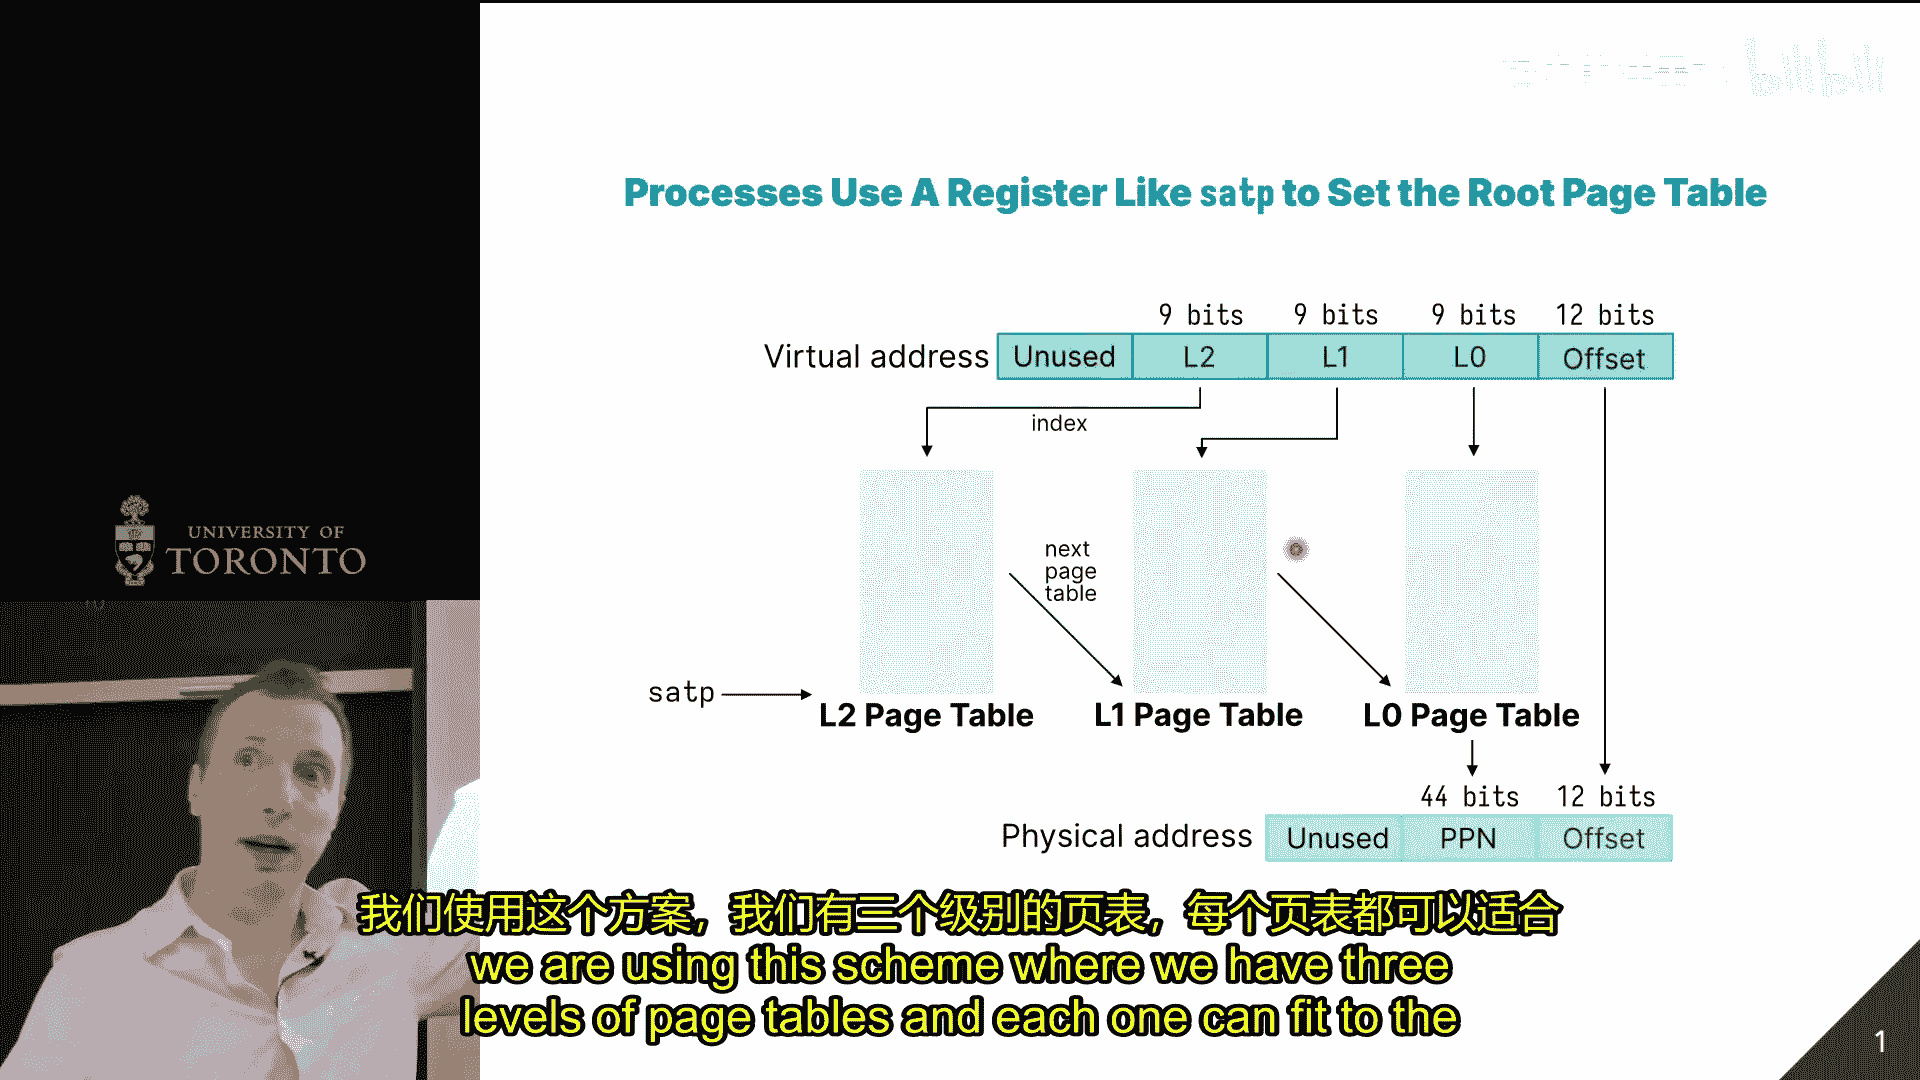 Processes Use A Register Like satp to Set the Root Page Table
9 bits 9 bits 9 bits 12 bits
Virtual address Unused L2 L1 L0 Offset
index
UNIVERSITY OF
TORONTO
next
page
table
satp
L2 Page Table L1 Page Table L0 Page Table
44 bits 12 bits
Physical address Unused PPN Offset
我们使用这个方案，我们有三个级别的页表，每个页表都可以适合
we are using this scheme where we have three
levels of page tables and each one can fit to the
1
bilibili